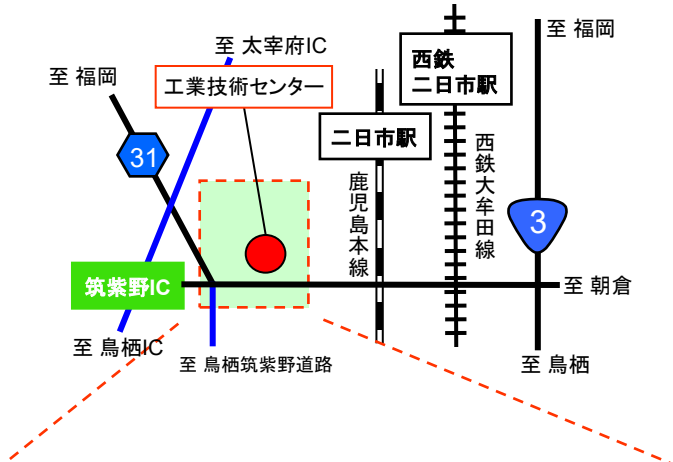 至 福岡
至 太宰府IC
至 福岡
工業技術センター
西鉄
二日市駅
二日市駅
31
西鉄大牟田線
鹿児島本線
3
筑紫野IC
至 朝倉
至 鳥栖IC
至 鳥栖筑紫野道路
至 鳥栖